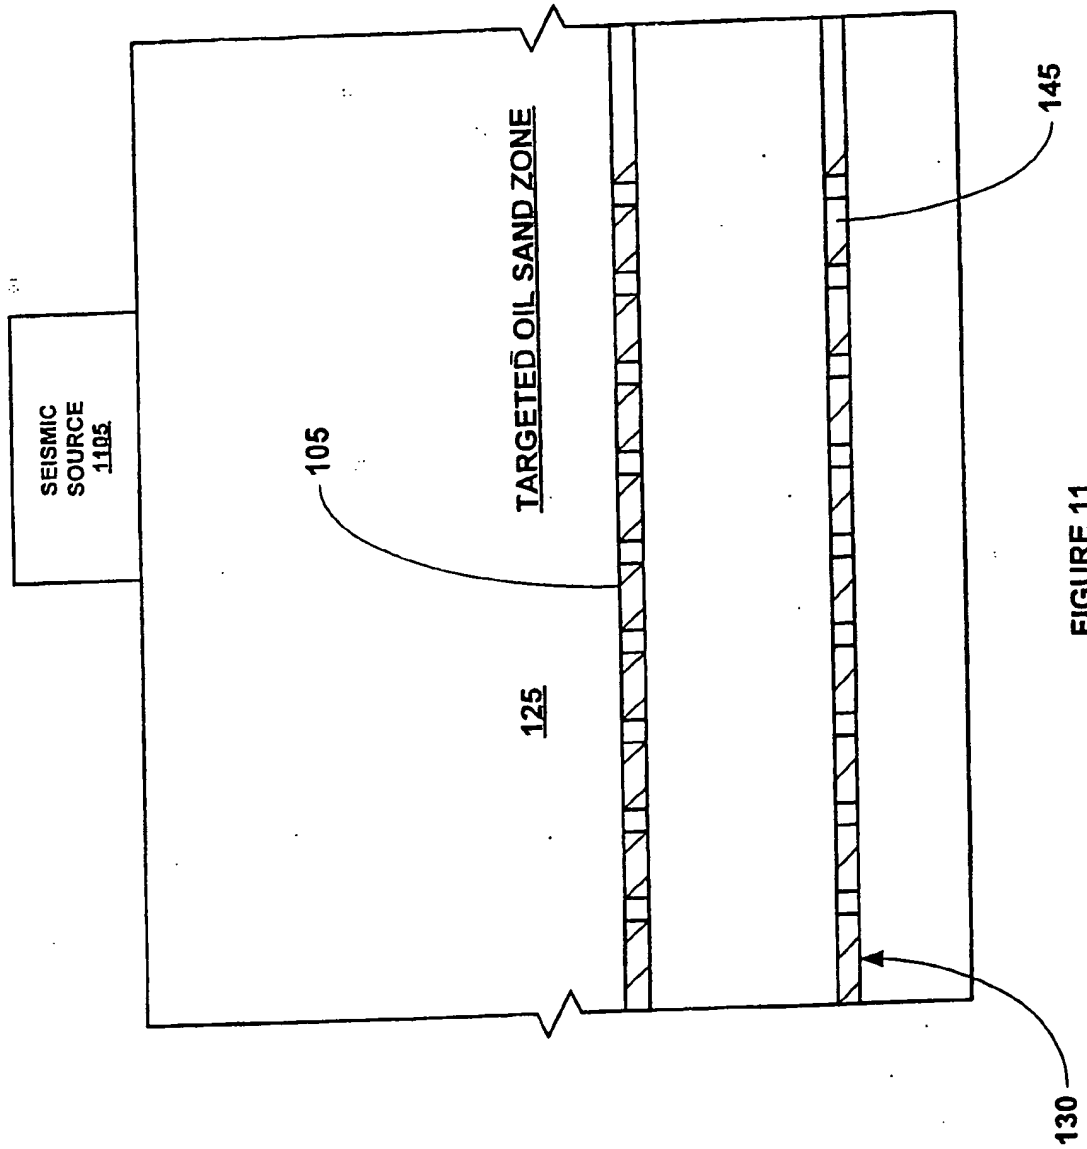 SEISMIC
SOURCE
1105
105
TARGETED OIL SAND ZONE
125
145
130
FIGURE 11